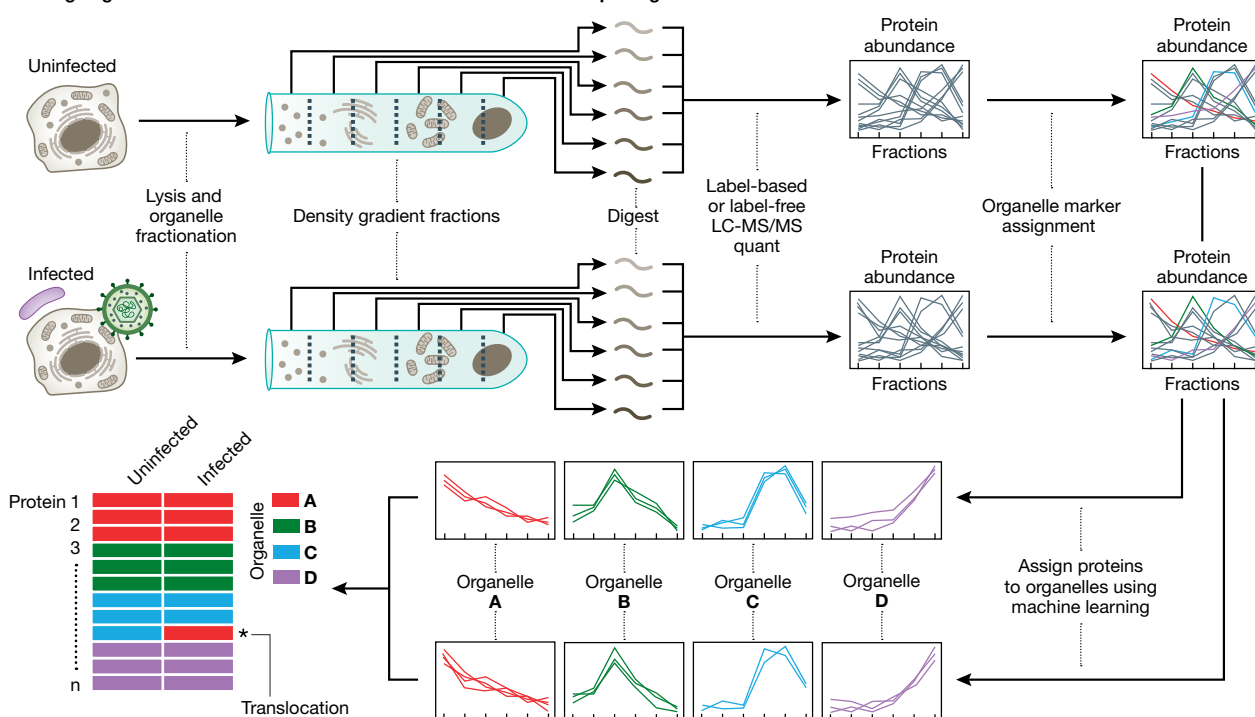 Uninfected
Lysis and
organelle
fractionation
Infected
Density gradient fractions
Digest
Label-based
or label-free
LC-MS/MS
quant
Protein
abundance
Fractions
Organelle marker
assignment
Protein
abundance
Fractions
Protein
abundance
Fractions
Protein
abundance
Fractions
Uninfected
Infected
Protein 1
2
3
n
Organelle
A
B
C
D
*
Translocation
Organelle
A
Organelle
B
Organelle
C
Organelle
D
Assign proteins
to organelles using
machine learning